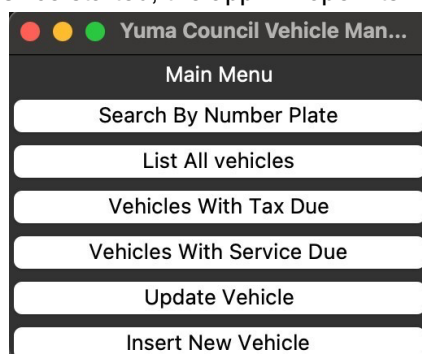 Yuma Council Vehicle Man...
Main Menu
Search By Number Plate
List All vehicles
Vehicles With Tax Due
Vehicles With Service Due
Update Vehicle
Insert New Vehicle